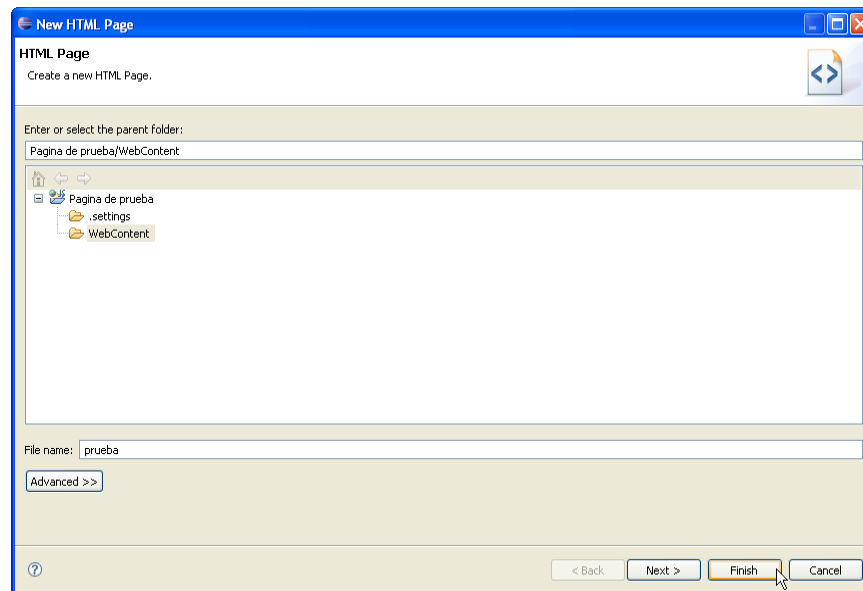 New HTML Page
HTML Page
Create a new HTML Page.
Enter or select the parent folder:
Pagina de prueba/WebContent
Pagina de prueba
.settings
WebContent
File name: prueba
Advanced >>
< Back Next > Finish Cancel